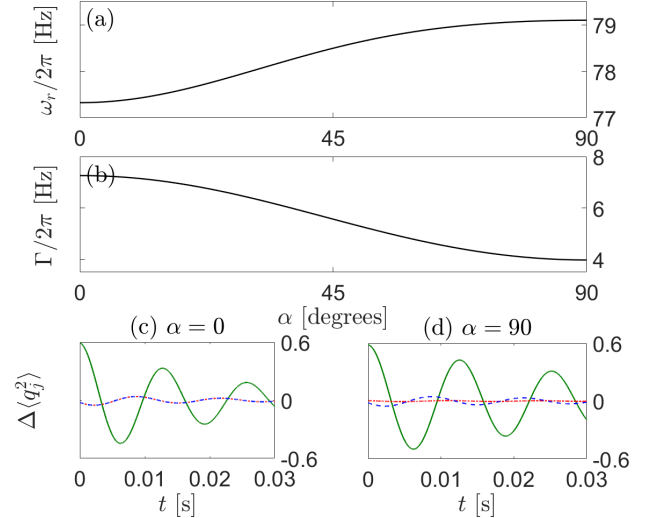 (a)
ω_r/2π [Hz]
79
78
77
0 45 90
(b)
Γ/2π [Hz]
8
6
4
0 45 90
α [degrees]
(c) α = 0 (d) α = 90
Δ⟨q_j^2⟩
0.6 0.6
0 0
-0.6 -0.6
0 0.01 0.02 0.03 0 0.01 0.02 0.03
t [s] t [s]